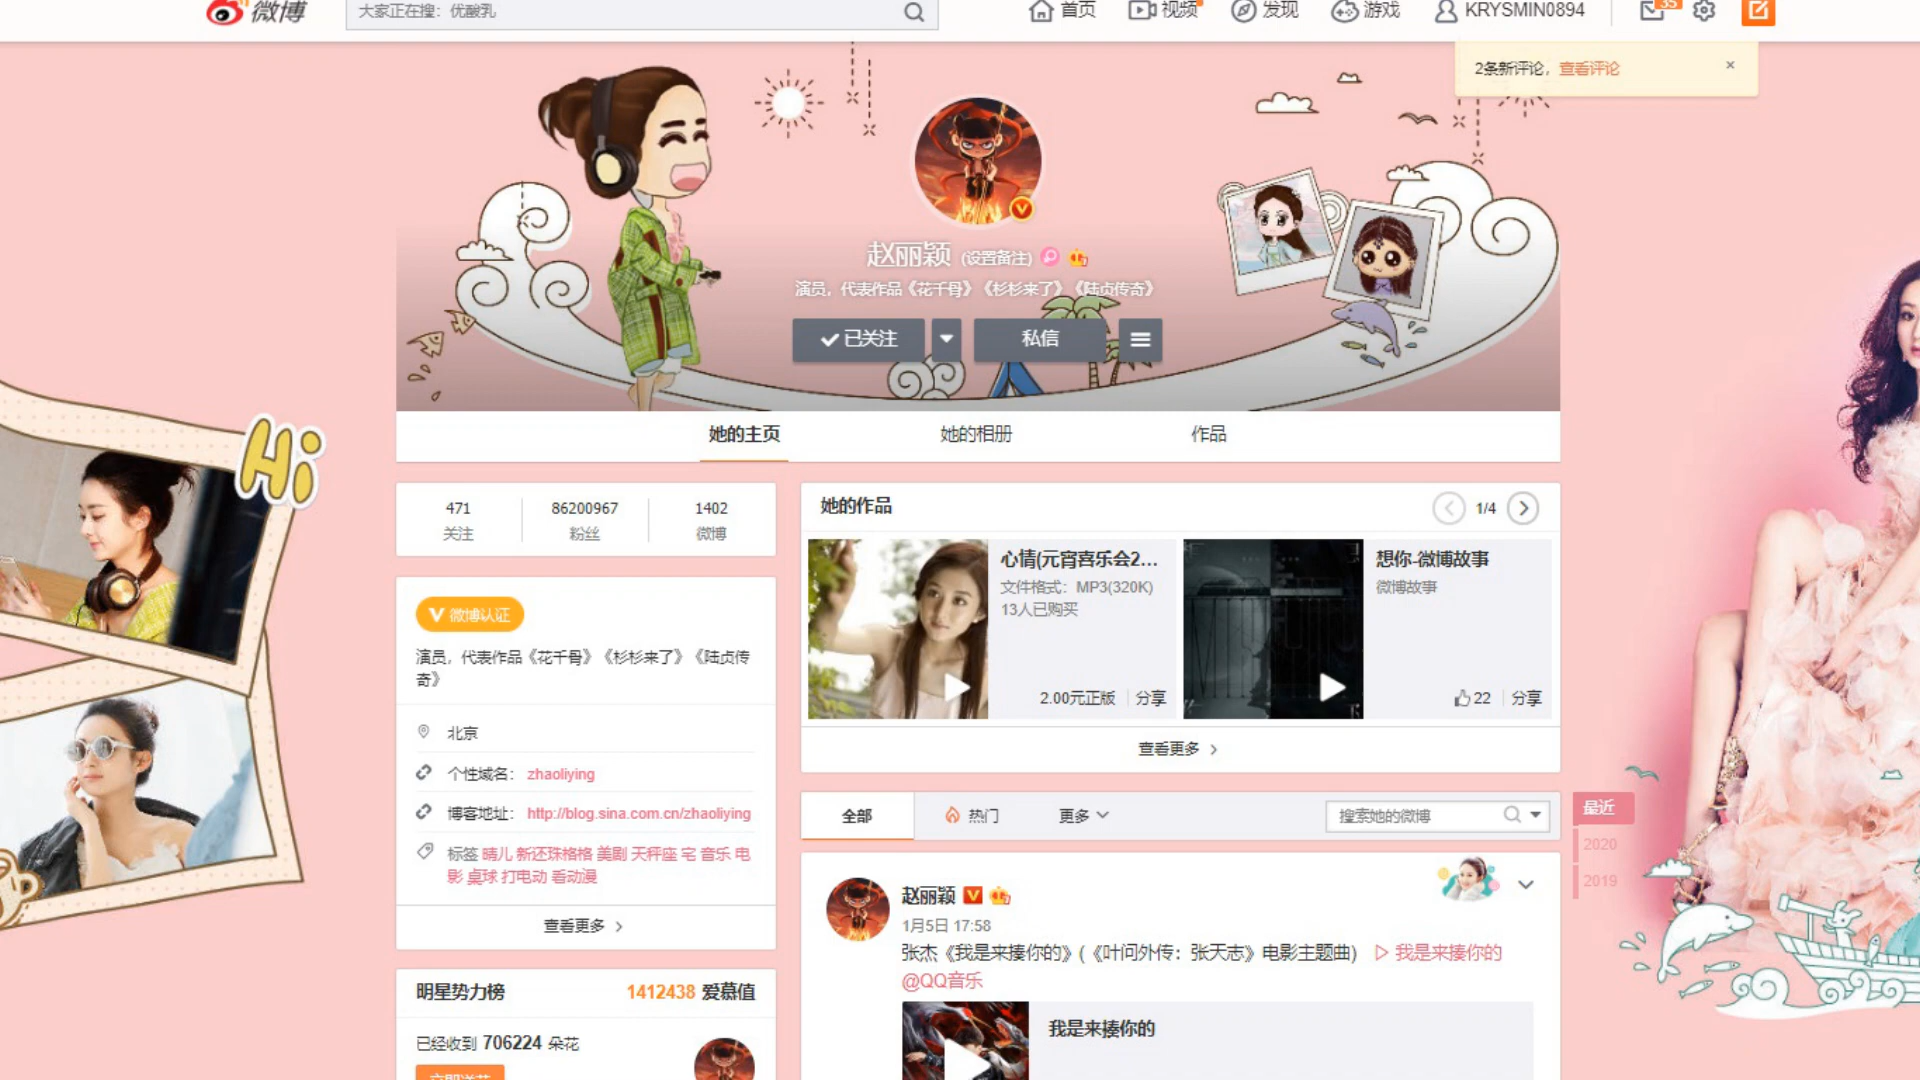 微博
大家正在搜：优酸乳
首页
视频
发现
游戏
KRYSMIN0894
35
2条新评论，查看评论
×
赵丽颖 (设置备注)
演员，代表作品《花千骨》《杉杉来了》《陆贞传奇》
已关注
私信
Hi
她的主页
她的相册
作品
471
关注
86200967
粉丝
1402
微博
V 微博认证
演员，代表作品《花千骨》《杉杉来了》《陆贞传
奇》
北京
个性域名： zhaoliying
博客地址： http://blog.sina.com.cn/zhaoliying
标签 晴儿 新还珠格格 美剧 天秤座 宅 音乐 电
影 桌球 打电动 看动漫
查看更多
明星势力榜
1412438 爱慕值
已经收到 706224 朵花
立即送花
她的作品
1/4
心情(元宵喜乐会2...
文件格式：MP3(320K)
13人已购买
2.00元正版
分享
想你-微博故事
微博故事
22
分享
查看更多
全部
热门
更多
搜索她的微博
最近
2020
2019
赵丽颖 V
1月5日 17:58
张杰《我是来揍你的》(《叶问外传：张天志》电影主题曲) ▷ 我是来揍你的
@QQ音乐
我是来揍你的